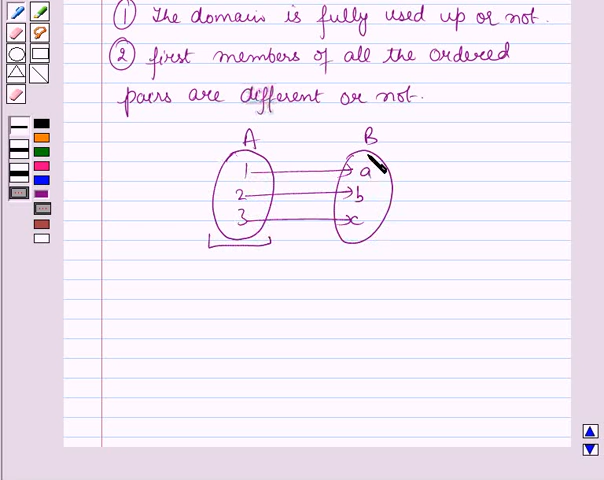 ① The domain is fully used up or not.
② first members of all the ordered
pairs are different or not.
A B
1 a
2 b
3 c